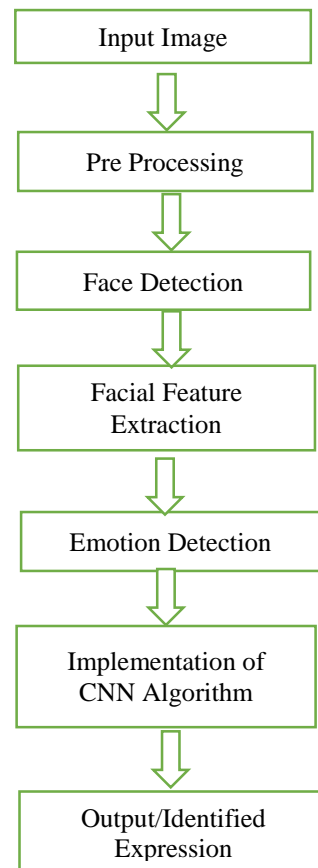 Input Image
Pre Processing
Face Detection
Facial Feature
Extraction
Emotion Detection
Implementation of
CNN Algorithm
Output/Identified
Expression